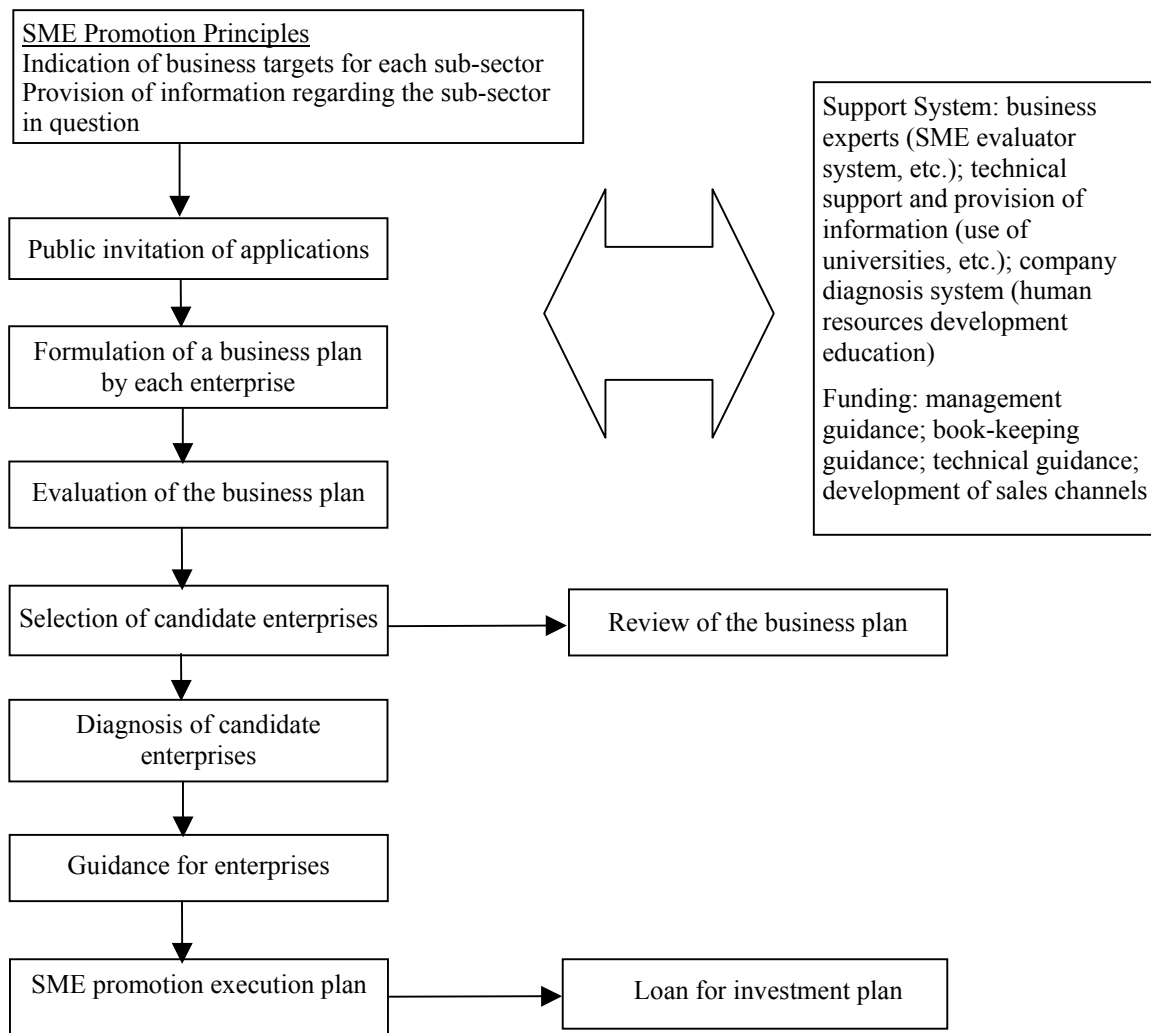 SME Promotion Principles
Indication of business targets for each sub-sector
Provision of information regarding the sub-sector
in question
Public invitation of applications
Formulation of a business plan
by each enterprise
Evaluation of the business plan
Selection of candidate enterprises
Review of the business plan
Diagnosis of candidate
enterprises
Guidance for enterprises
SME promotion execution plan
Loan for investment plan
Support System: business
experts (SME evaluator
system, etc.); technical
support and provision of
information (use of
universities, etc.); company
diagnosis system (human
resources development
education)
Funding: management
guidance; book-keeping
guidance; technical guidance;
development of sales channels